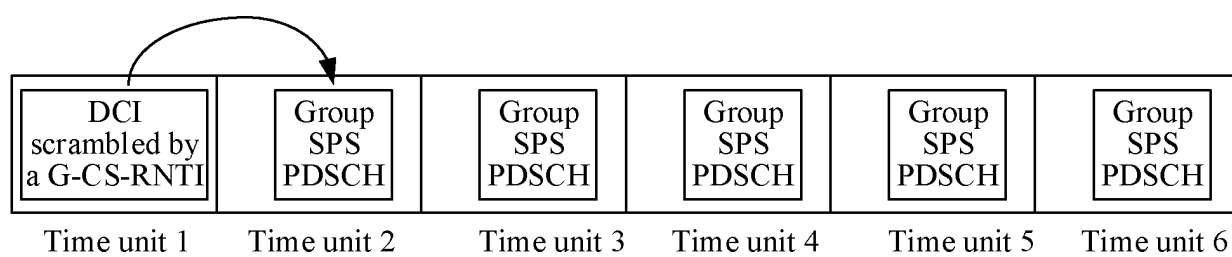 DCI
scrambled by
a G-CS-RNTI
Group
SPS
PDSCH
Group
SPS
PDSCH
Group
SPS
PDSCH
Group
SPS
PDSCH
Group
SPS
PDSCH
Time unit 1
Time unit 2
Time unit 3
Time unit 4
Time unit 5
Time unit 6